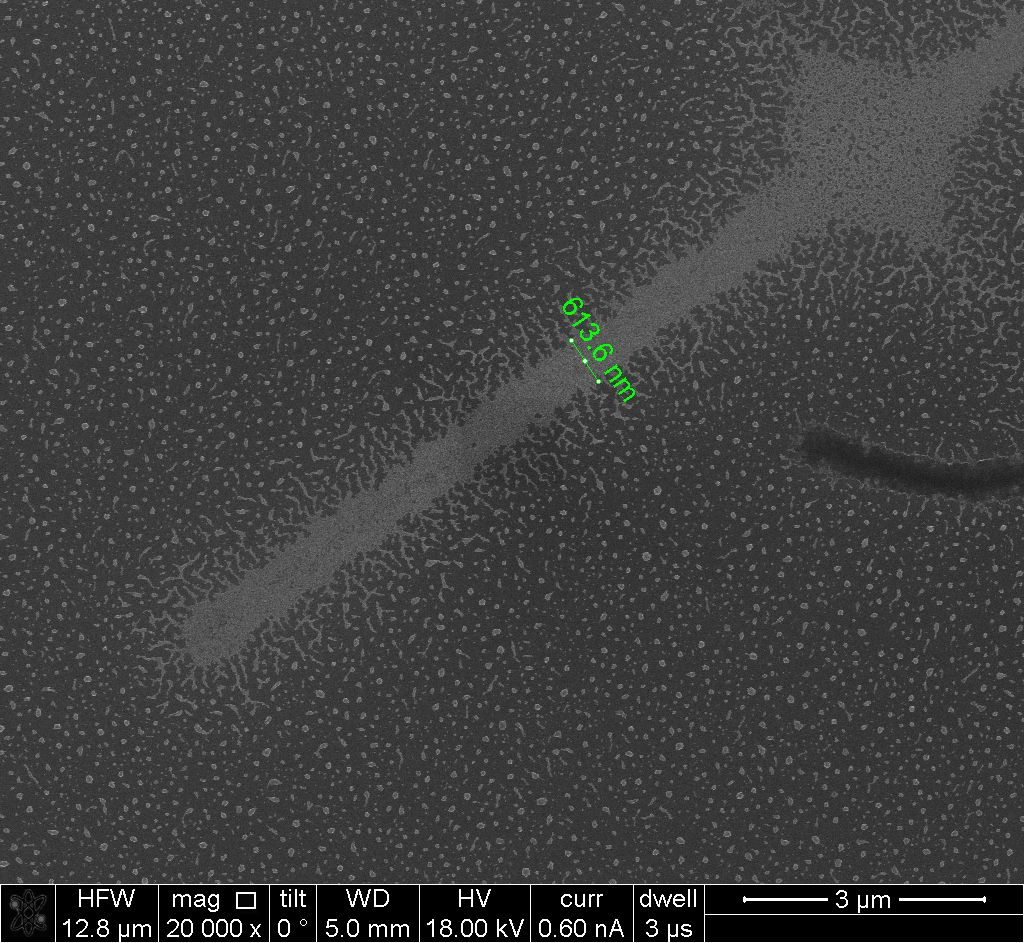 613.6 nm
HFW mag tilt WD HV curr dwell 3 µm
12.8 µm 20 000 x 0 ° 5.0 mm 18.00 kV 0.60 nA 3 µs